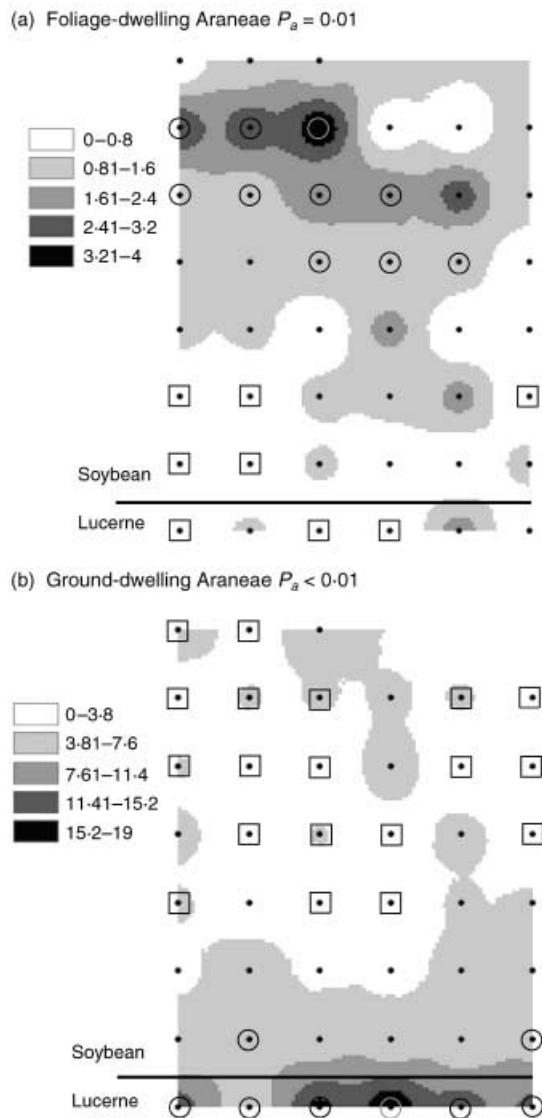 (a) Foliage-dwelling Araneae Pₐ = 0·01
0–0·8
0·81–1·6
1·61–2·4
2·41–3·2
3·21–4
Soybean
Lucerne
(b) Ground-dwelling Araneae Pₐ < 0·01
0–3·8
3·81–7·6
7·61–11·4
11·41–15·2
15·2–19
Soybean
Lucerne